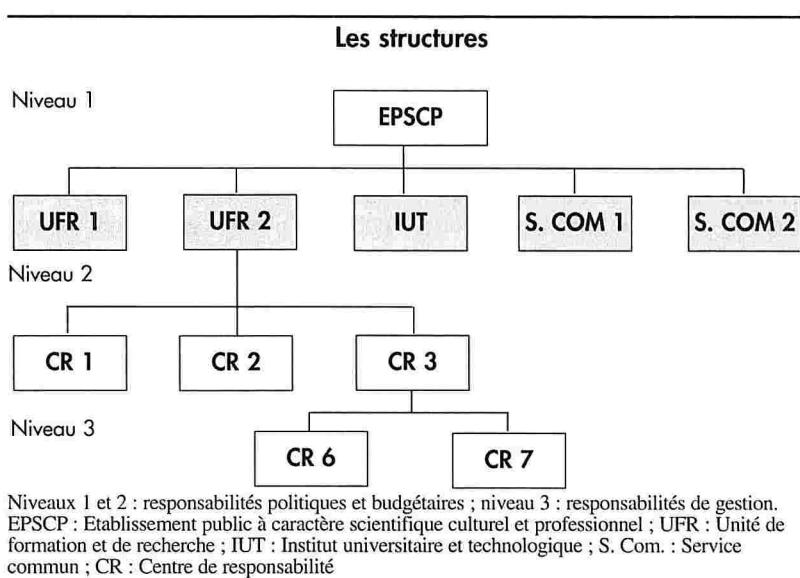 Les structures
Niveau 1
EPSCP
UFR 1 UFR 2 IUT S. COM 1 S. COM 2
Niveau 2
CR 1 CR 2 CR 3
Niveau 3
CR 6 CR 7
Niveaux 1 et 2 : responsabilités politiques et budgétaires ; niveau 3 : responsabilités de gestion.
EPSCP : Etablissement public à caractère scientifique culturel et professionnel ; UFR : Unité de
formation et de recherche ; IUT : Institut universitaire et technologique ; S. Com. : Service
commun ; CR : Centre de responsabilité